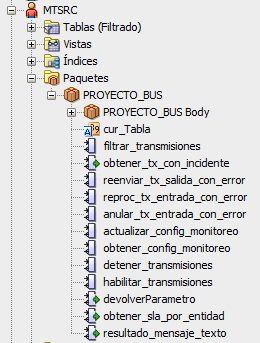 MTSRC
Tablas (Filtrado)
Vistas
Índices
Paquetes
PROYECTO_BUS
PROYECTO_BUS Body
cur_Tabla
filtrar_transmisiones
obtener_tx_con_incidente
reenviar_tx_salida_con_error
reproc_tx_entrada_con_error
anular_tx_entrada_con_error
actualizar_config_monitoreo
obtener_config_monitoreo
detener_transmisiones
habilitar_transmisiones
devolverParametro
obtener_sla_por_entidad
resultado_mensaje_texto